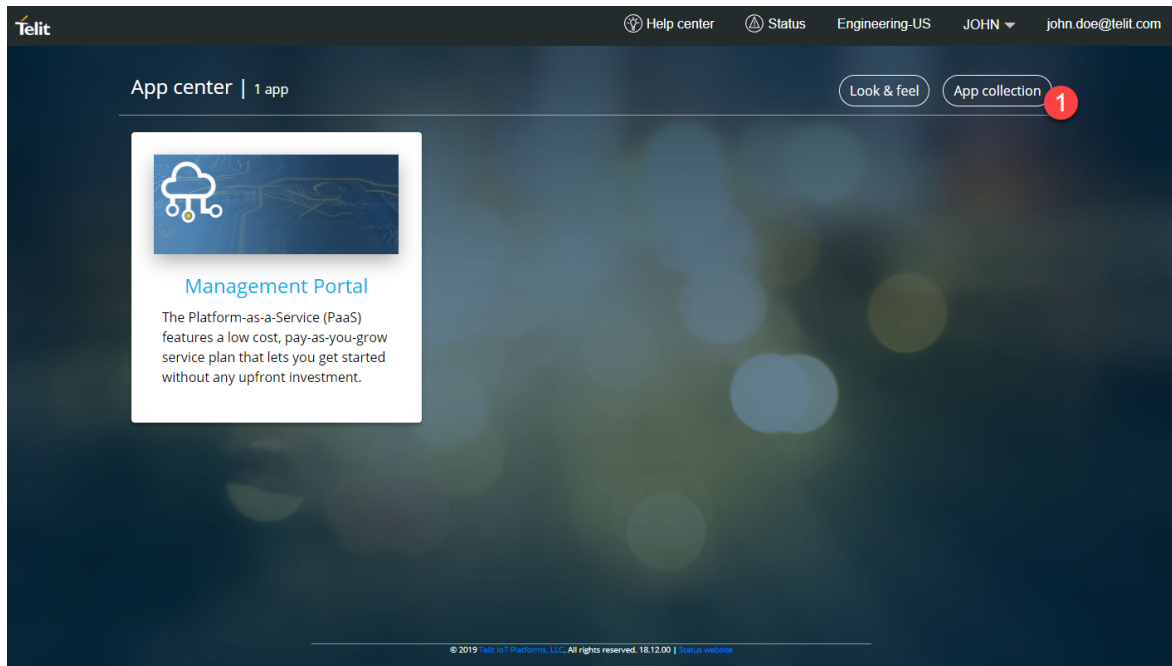 Telit
Help center
Status
Engineering-US
JOHN
john.doe@telit.com
App center | 1 app
Look & feel
App collection
1
Management Portal
The Platform-as-a-Service (PaaS)
features a low cost, pay-as-you-grow
service plan that lets you get started
without any upfront investment.
© 2019 Telit IoT Platforms, LLC. All rights reserved. 18.12.00 | Status website